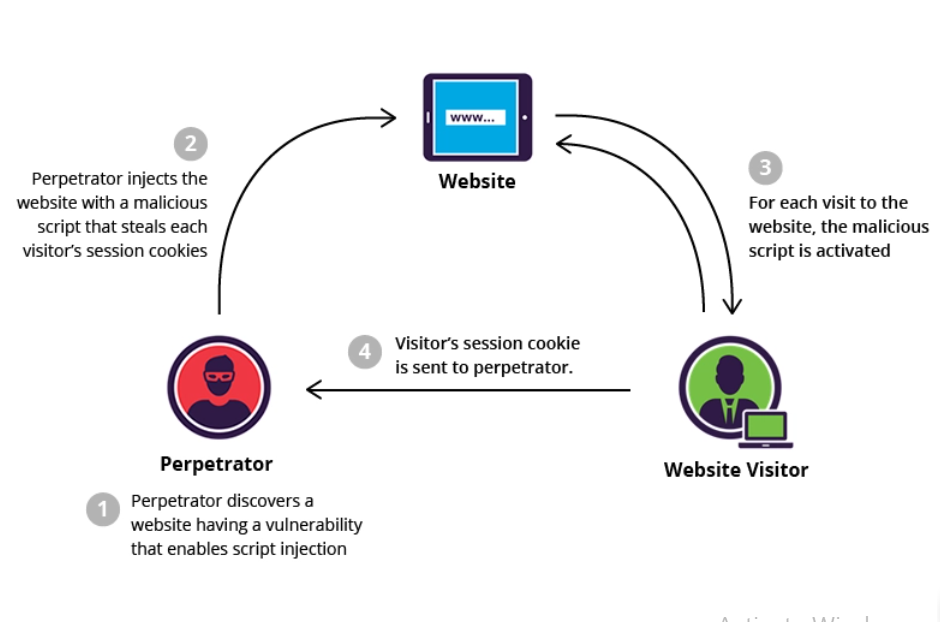 www...
Website
2
Perpetrator injects the
website with a malicious
script that steals each
visitor's session cookies
3
For each visit to the
website, the malicious
script is activated
4
Visitor's session cookie
is sent to perpetrator.
Perpetrator
Website Visitor
1
Perpetrator discovers a
website having a vulnerability
that enables script injection